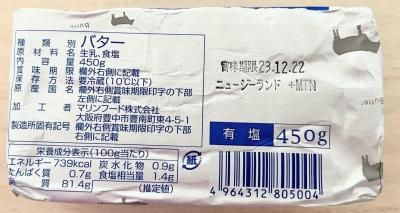 種類別 バター
原材料名 生乳、食塩
内容量 450g
賞味期限 欄外右側に記載
保存方法 要冷蔵(10℃以下)
原産国 欄外右側賞味期限印字の下部
左側に記載
加工者 マリンフード株式会社
大阪府豊中市豊南町東4-5-1
製造所固有記号 欄外右側賞味期限印字の下部
右側に記載
栄養成分表示(100g当たり)
エネルギー 739kcal 炭水化物 0.9g
たんぱく質 0.7g 食塩相当量 1.4g
質 81.4g (推定値)
賞味期限 23.12.22
ニュージーランド +MTN
Butter
有塩 450g
紙
4 964312 805004